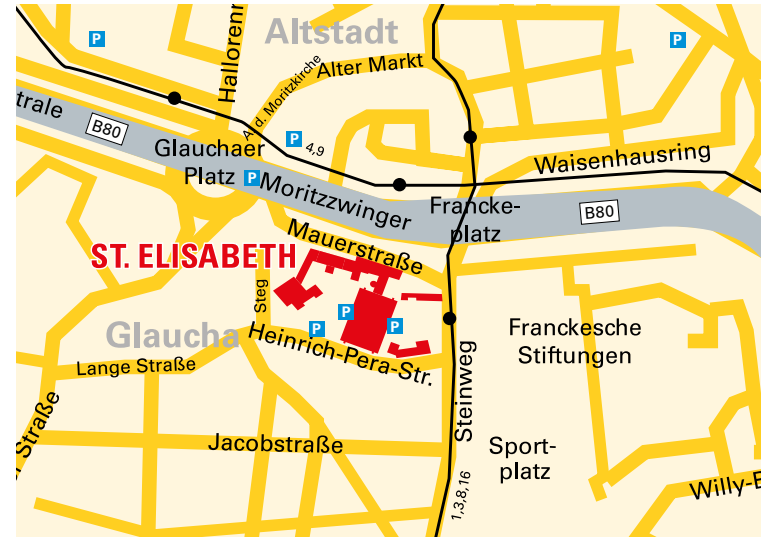 P
Hallorenr
Altstadt
P
Alter Markt
A. d. Moritzkirche
trale
B80
P
4,9
Glauchaer
Platz
P
Moritzzwinger
Waisenhausring
Francke-
platz
B80
Mauerstraße
ST. ELISABETH
Steg
P
P
P
Glaucha
Heinrich-Pera-Str.
Franckesche
Stiftungen
Lange Straße
Steinweg
Jacobstraße
Sport-
platz
r Straße
1,3,8,16
Willy-B